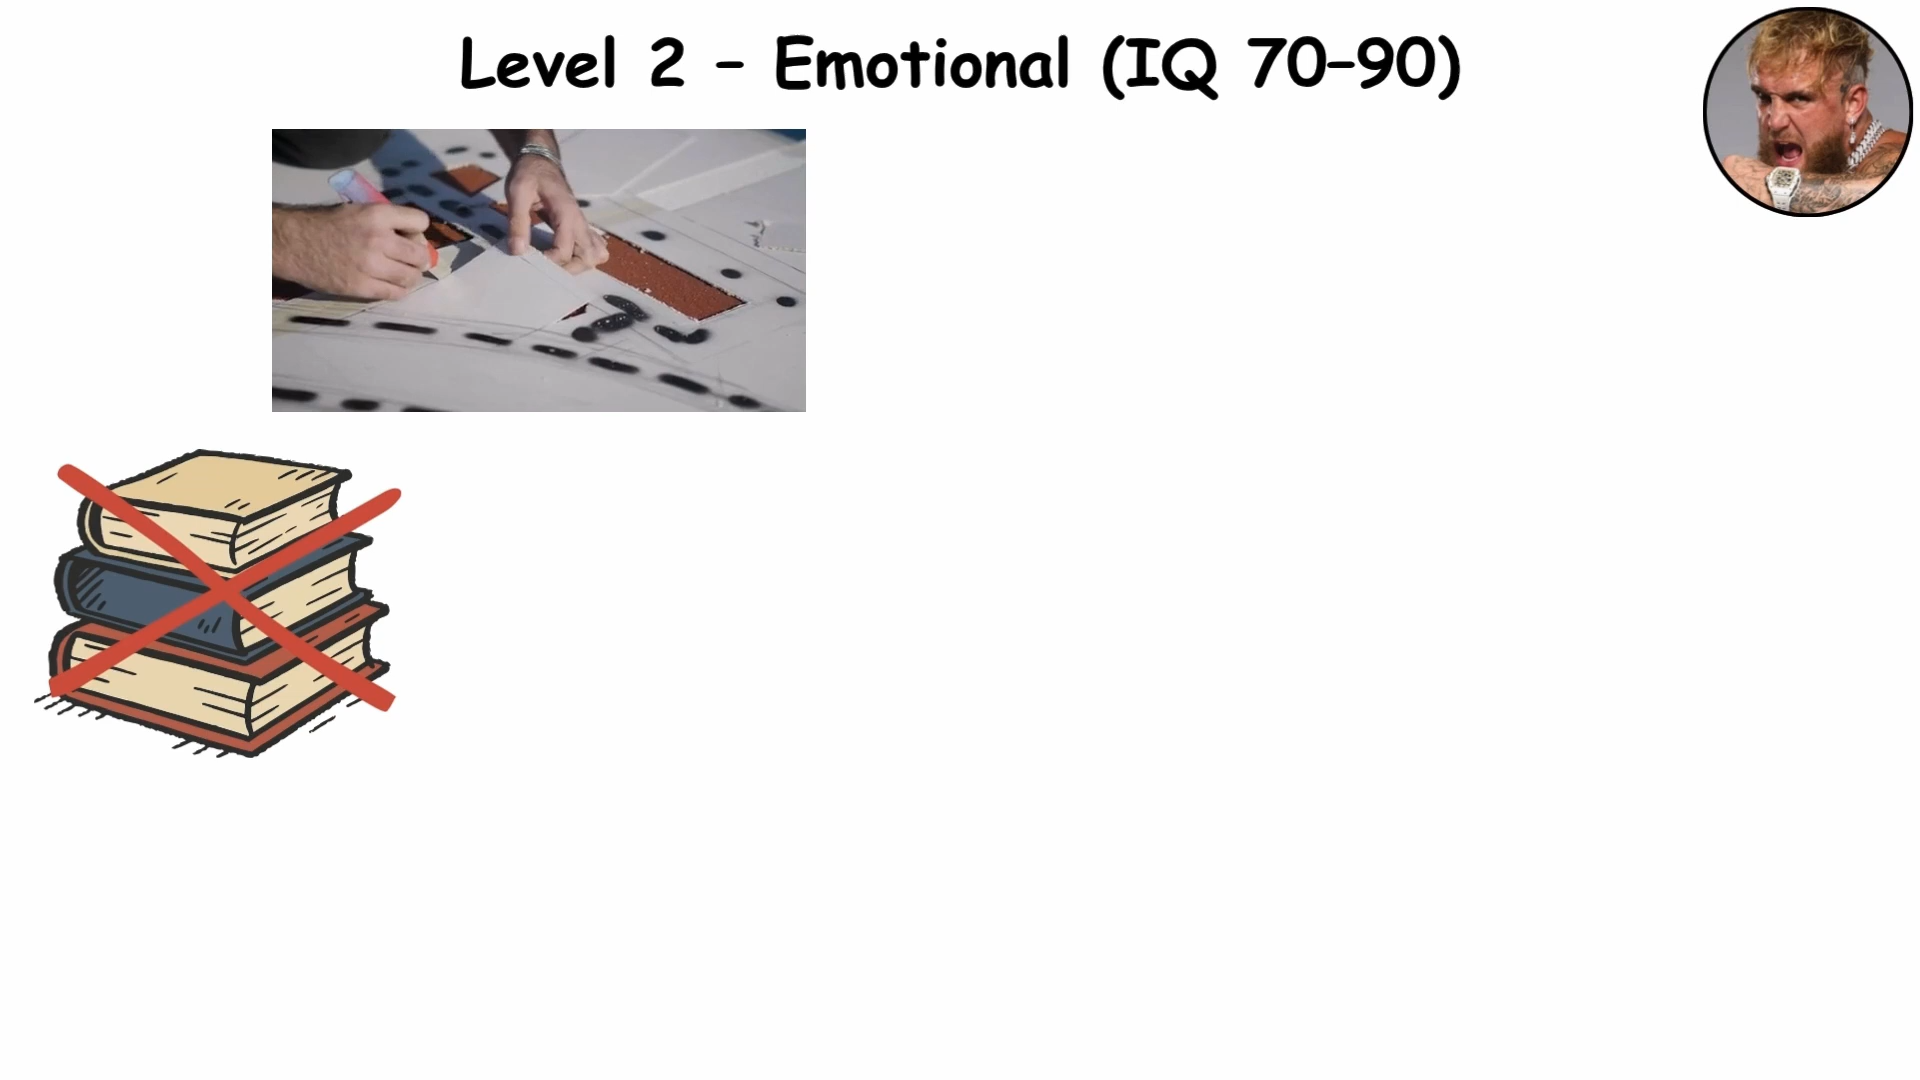 Level 2 – Emotional (IQ 70–90)